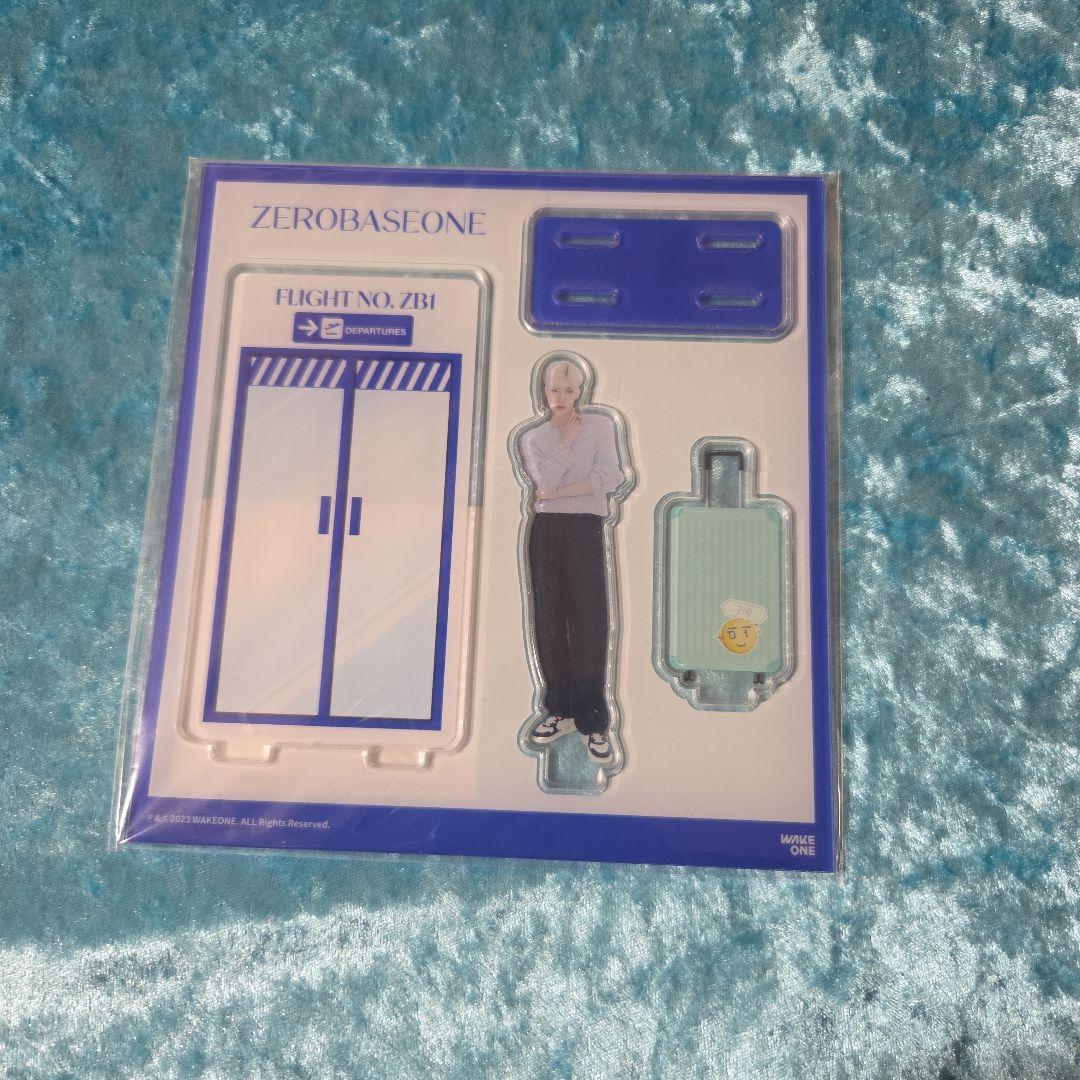 ZEROBASEONE
FLIGHT NO. ZB1
DEPARTURES
P & C 2023 WAKEONE. ALL Rights Reserved.
WAKE
ONE